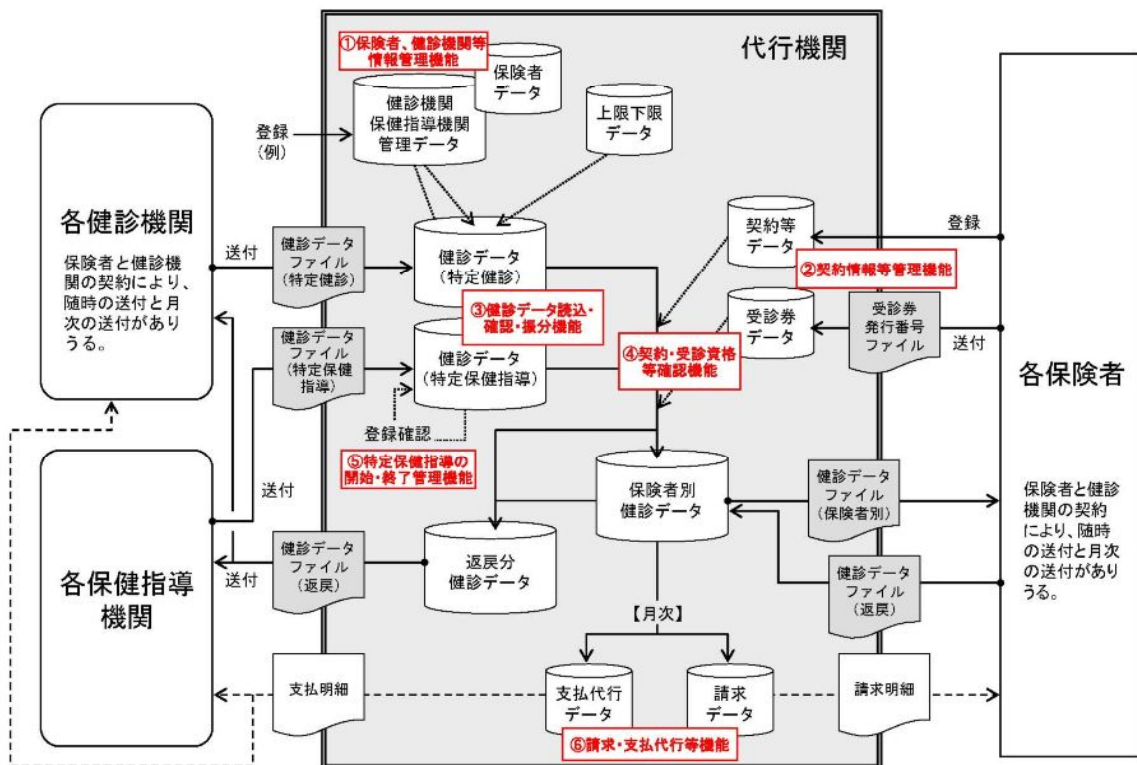 代行機関
①保険者、健診機関等
情報管理機能
保険者
データ
健診機関
保健指導機関
管理データ
上限下限
データ
登録
(例)
各健診機関
保険者と健診機
関の契約により、
随時の送付と月
次の送付があり
うる。
送付
健診データ
ファイル
(特定健診)
健診データ
(特定健診)
契約等
データ
登録
②契約情報等管理機能
③健診データ読込・
確認・振分機能
受診券
データ
受診券
発行番号
ファイル
送付
健診データ
ファイル
(特定保健
指導)
健診データ
(特定保健指導)
④契約・受診資格
等確認機能
各保険者
登録確認
⑤特定保健指導の
開始・終了管理機能
送付
保険者別
健診データ
健診データ
ファイル
(保険者別)
保険者と健診
機関の契約
により、随時
の送付と月次
の送付があり
うる。
各保健指導
機関
送付
健診データ
ファイル
(返戻)
返戻分
健診データ
健診データ
ファイル
(返戻)
【月次】
支払明細
支払代行
データ
請求
データ
請求明細
⑥請求・支払代行等機能